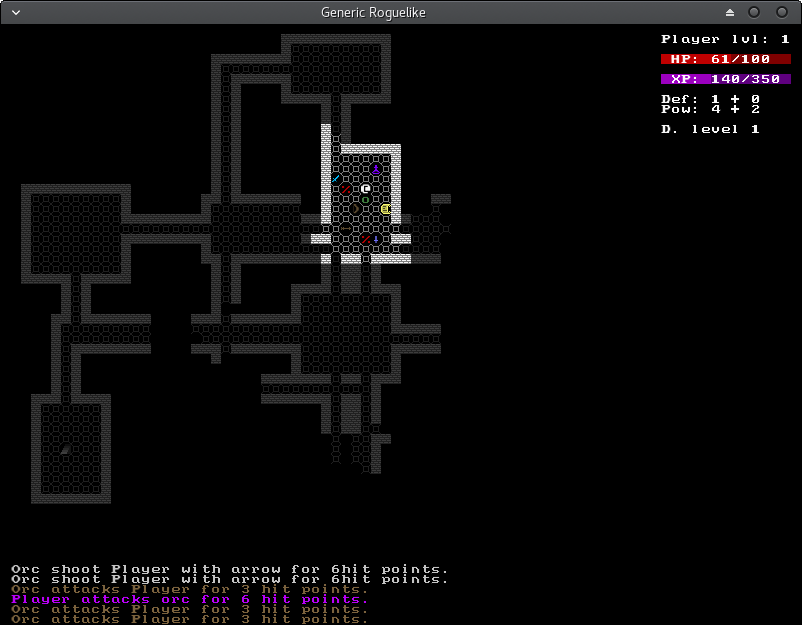 Generic Roguelike
Player lvl: 1
HP: 61/100
XP: 140/350
Def: 1 + 0
Pow: 4 + 2
D. level 1
Orc shoot Player with arrow for 6hit points.
Orc shoot Player with arrow for 6hit points.
Orc attacks Player for 3 hit points.
Player attacks orc for 6 hit points.
Orc attacks Player for 3 hit points.
Orc attacks Player for 3 hit points.